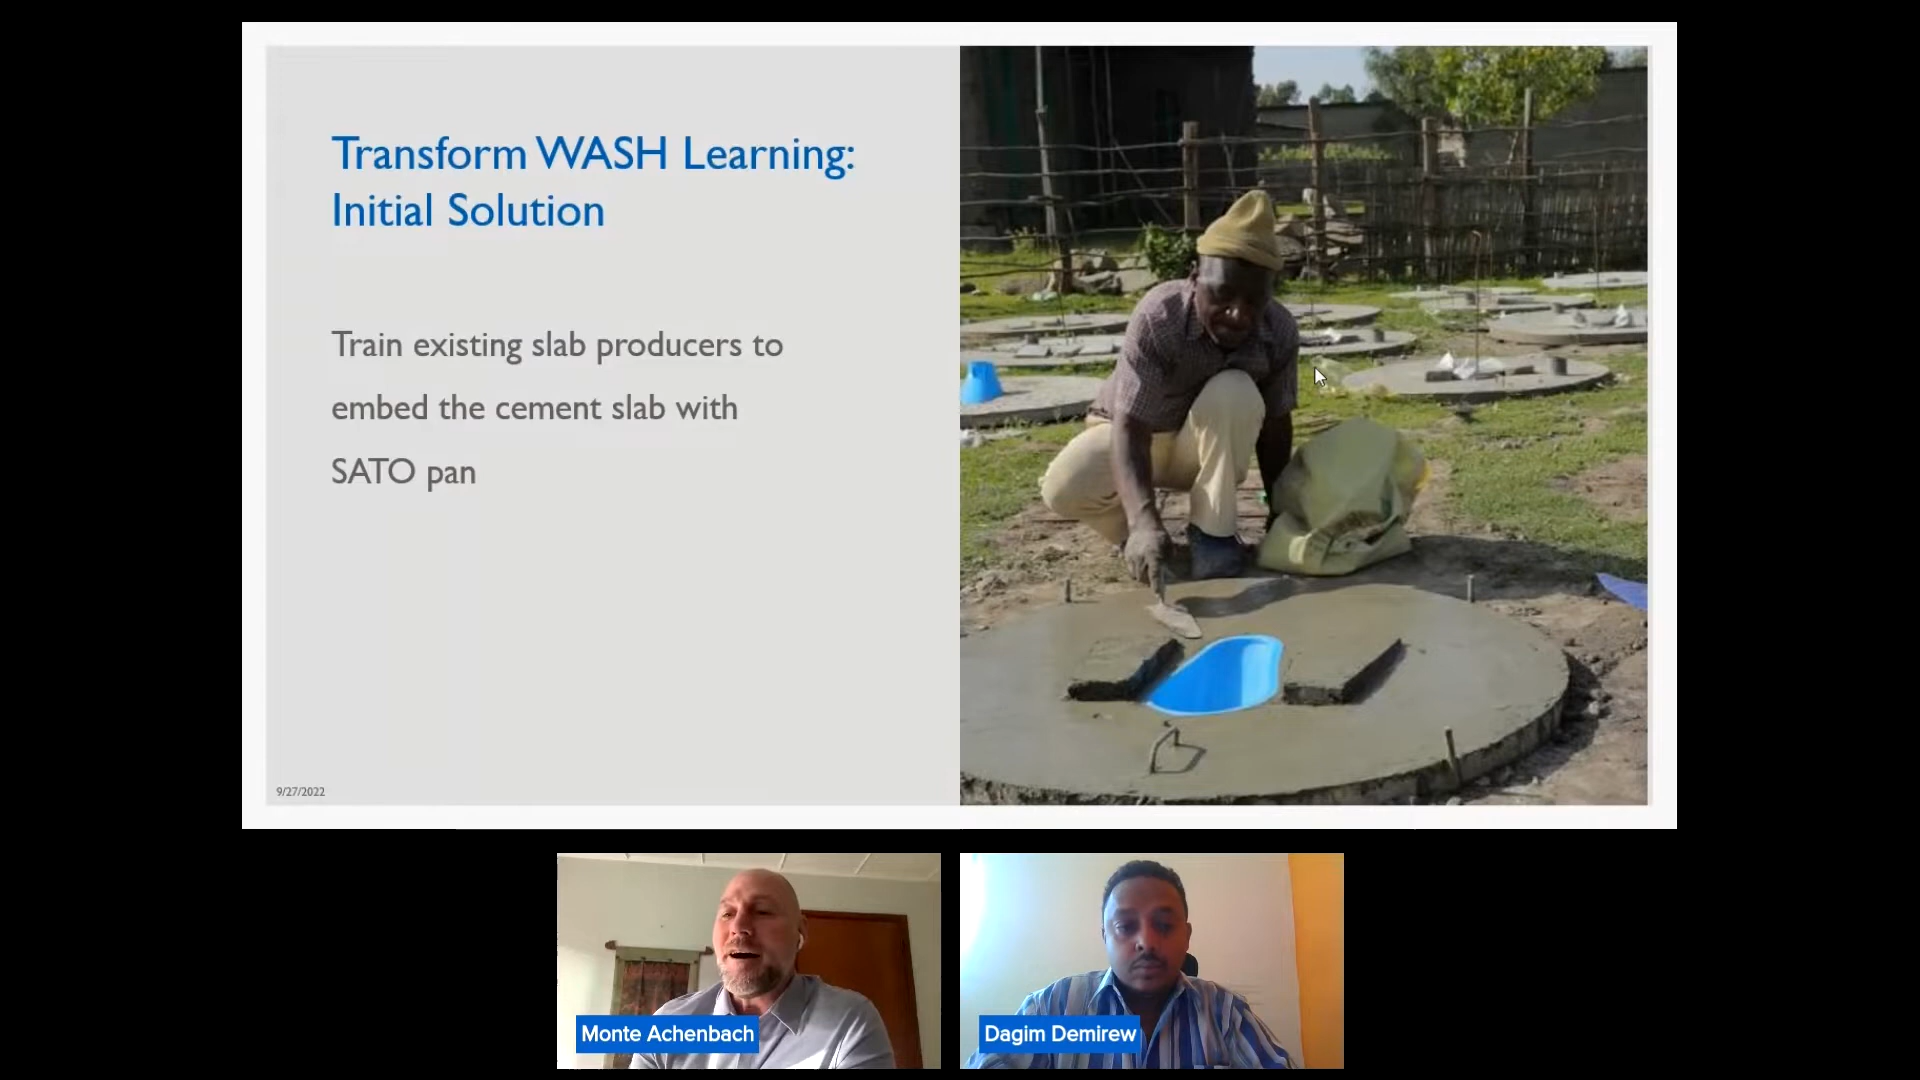 Transform WASH Learning:
Initial Solution
Train existing slab producers to
embed the cement slab with
SATO pan
9/27/2022
Monte Achenbach
Dagim Demirew